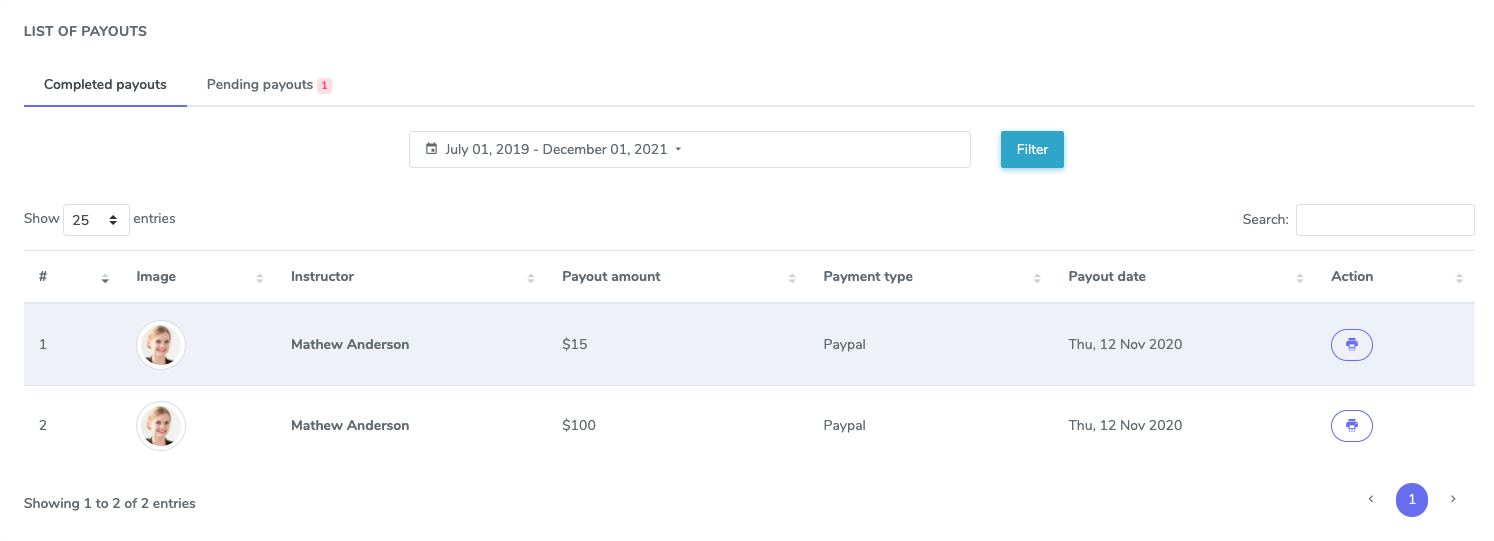 LIST OF PAYOUTS
Completed payouts Pending payouts 1
July 01, 2019 - December 01, 2021 Filter
Show 25 entries Search:
# Image Instructor Payout amount Payment type Payout date Action
1 Mathew Anderson $15 Paypal Thu, 12 Nov 2020
2 Mathew Anderson $100 Paypal Thu, 12 Nov 2020
Showing 1 to 2 of 2 entries ‹ 1 ›